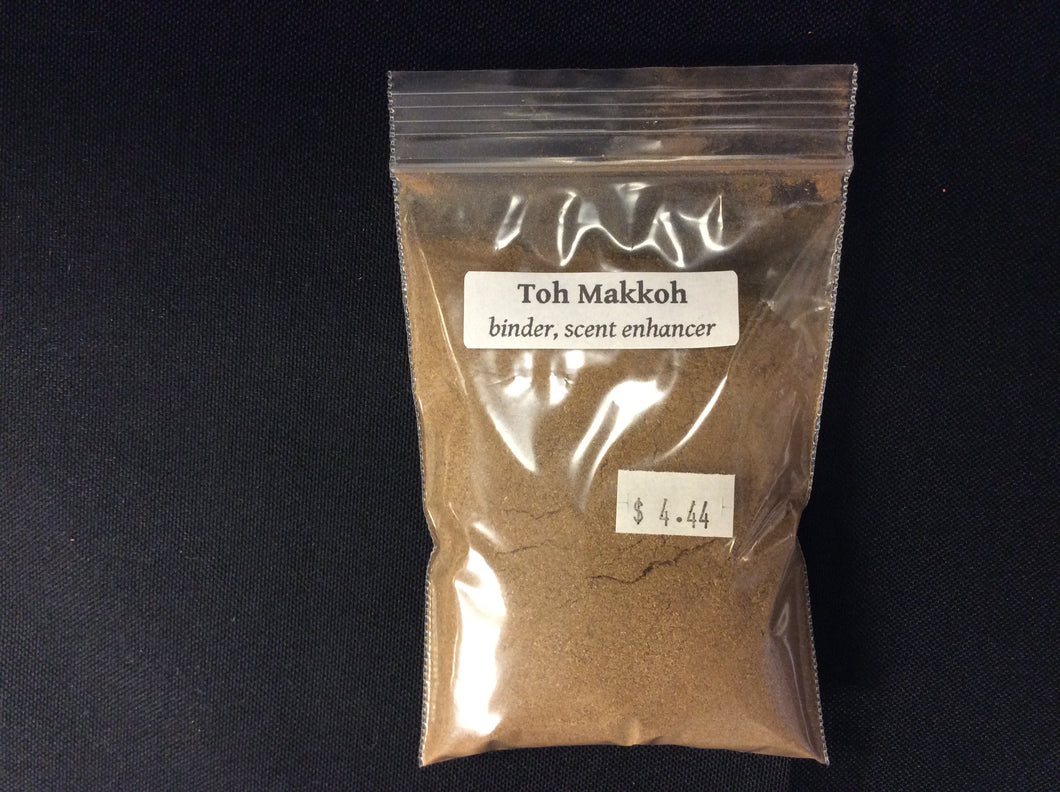 Toh Makkoh
binder, scent enhancer
$ 4.44